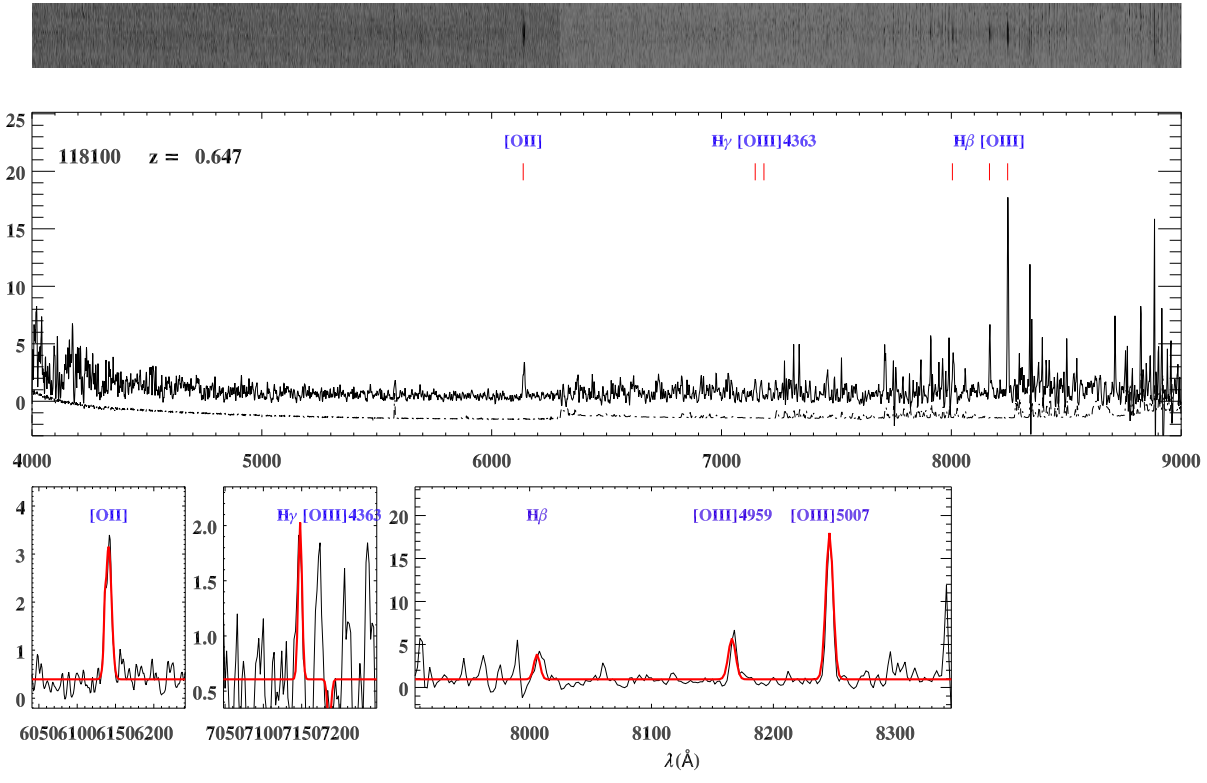 25
20
15
10
5
0
118100 z = 0.647
[OII] Hγ [OIII]4363 Hβ [OIII]
4000 5000 6000 7000 8000 9000
4
3
2
1
0
[OII]
6050 6100 6150 6200
2.0
1.5
1.0
0.5
Hγ [OIII]4363
7050 7100 7150 7200
20
15
10
5
0
Hβ [OIII]4959 [OIII]5007
8000 8100 8200 8300
λ(Å)